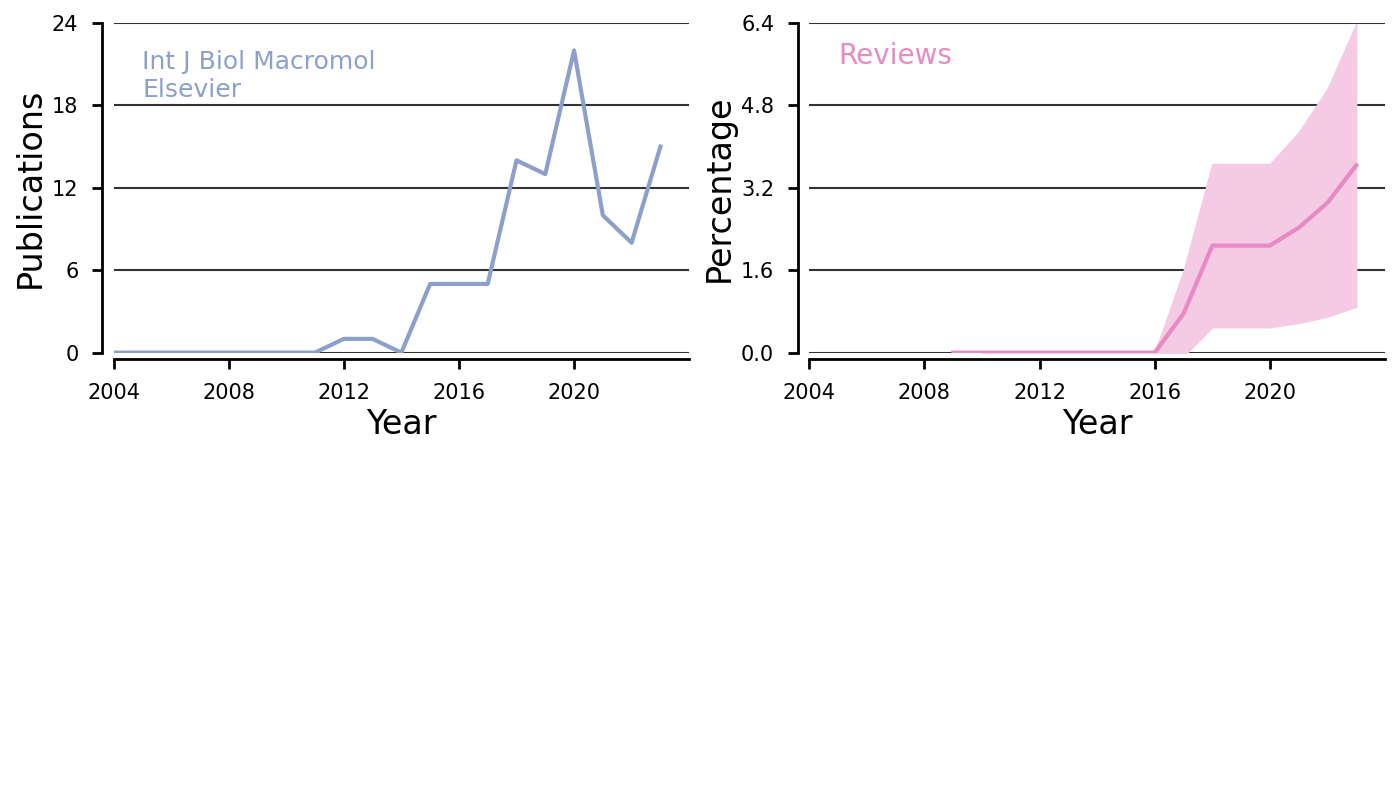 Publications
24
18
12
6
0
Int J Biol Macromol
Elsevier
2004 2008 2012 2016 2020
Year
Percentage
6.4
4.8
3.2
1.6
0.0
Reviews
2004 2008 2012 2016 2020
Year